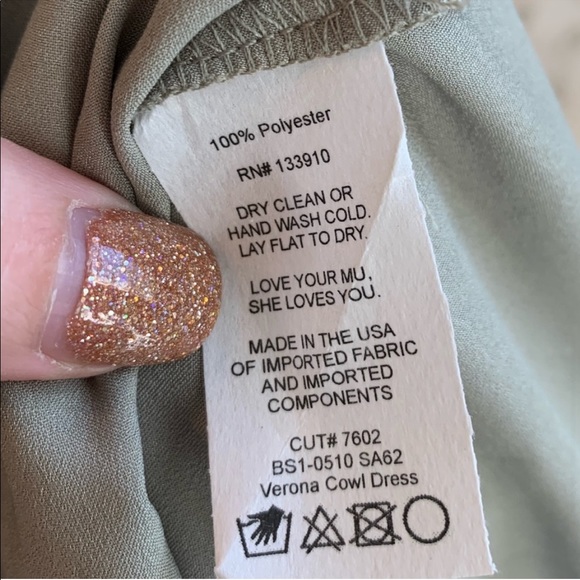 100% Polyester
RN# 133910
DRY CLEAN OR
HAND WASH COLD.
LAY FLAT TO DRY.
LOVE YOUR MU,
SHE LOVES YOU.
MADE IN THE USA
OF IMPORTED FABRIC
AND IMPORTED
COMPONENTS
CUT# 7602
BS1-0510 SA62
Verona Cowl Dress